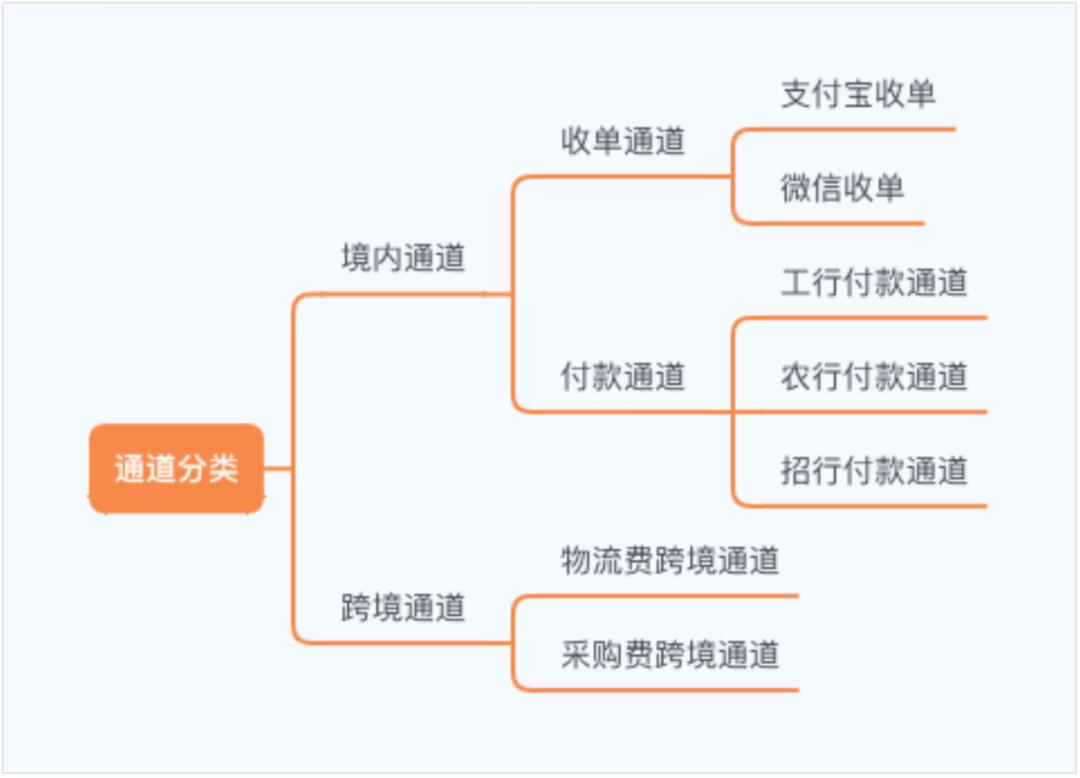 通道分类
境内通道
收单通道
支付宝收单
微信收单
付款通道
工行付款通道
农行付款通道
招行付款通道
跨境通道
物流费跨境通道
采购费跨境通道